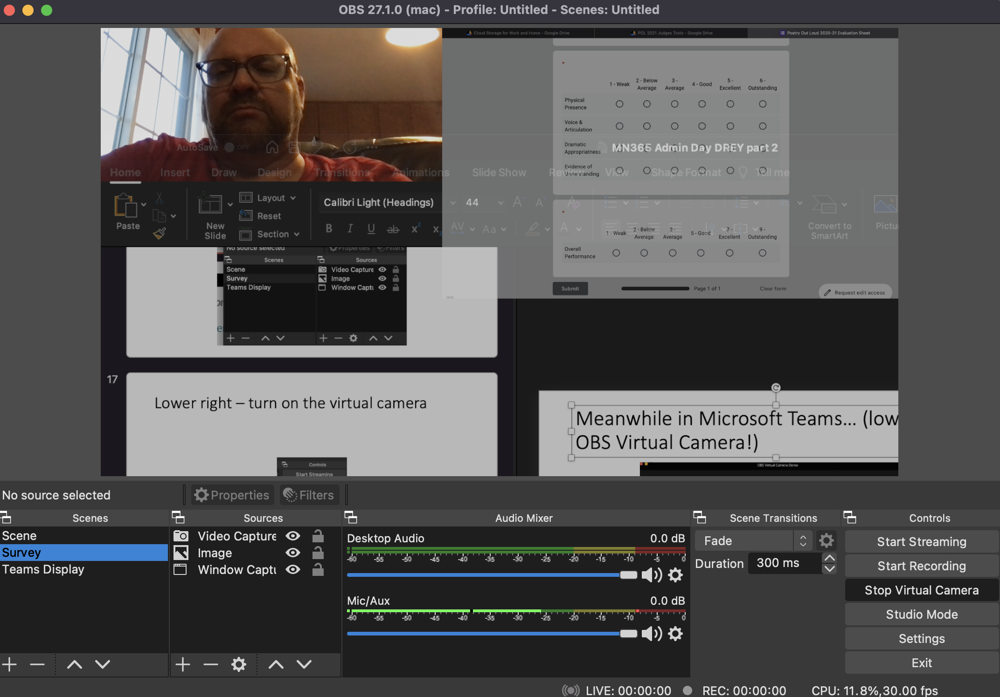 OBS 27.1.0 (mac) - Profile: Untitled - Scenes: Untitled
Cloud Storage for Work and Home - Google Drive
POL 2021 Judges Tools - Google Drive
Poetry Out Loud 2020-21 Evaluation Sheet
*
1 - Weak 2 - Below Average 3 - Average 4 - Good 5 - Excellent 6 - Outstanding
Physical Presence
Voice & Articulation
Dramatic Appropriatness
Evidence of Understanding
AutoSave OFF
MN365 Admin Day DREY part 2
Home Insert Draw Design Transitions Animations Slide Show Review View Shape Format Tell me
Paste
New Slide
Layout
Reset
Section
Calibri Light (Headings) 44
Convert to SmartArt
Pictu
*
1 - Weak 2 - Below Average 3 - Average 5 - Good 7 - Excellent 9 - Outstanding
Overall Performance
Submit
Page 1 of 1
Clear form
Request edit access
No source selected Properties Filters
Scenes Sources
Scene Video Capture
Survey Image
Teams Display Window Captu
17
Lower right – turn on the virtual camera
Controls
Start Streaming
Meanwhile in Microsoft Teams... (low
OBS Virtual Camera!)
OBS Virtual Camera Demo
No source selected Properties Filters
Scenes Sources Audio Mixer Scene Transitions Controls
Scene
Survey
Teams Display
Video Capture
Image
Window Captu
Desktop Audio 0.0 dB
-60 -55 -50 -45 -40 -35 -30 -25 -20 -15 -10 -5 0
Mic/Aux 0.0 dB
-60 -55 -50 -45 -40 -35 -30 -25 -20 -15 -10 -5 0
Fade
Duration 300 ms
Start Streaming
Start Recording
Stop Virtual Camera
Studio Mode
Settings
Exit
LIVE: 00:00:00 REC: 00:00:00 CPU: 11.8%,30.00 fps